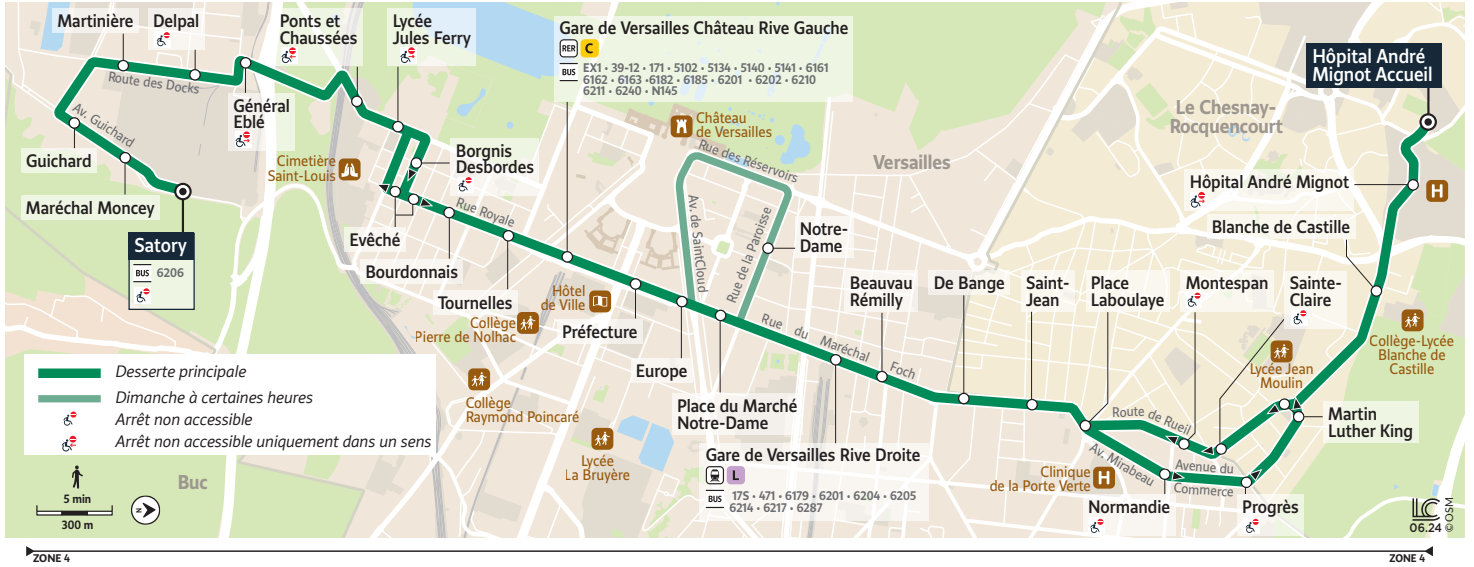 Martinière
Delpal
Ponts et
Chaussées
Lycée
Jules Ferry
Gare de Versailles Château Rive Gauche
RER C
BUS EX1 • 39-12 • 171 • 5102 • 5134 • 5140 • 5141 • 6161
6162 • 6163 • 6182 • 6185 • 6201 • 6202 • 6210
6211 • 6240 • N145
Hôpital André
Mignot Accueil
Route des Docks
Général
Eblé
Av. Guichard
Guichard
Maréchal Moncey
Satory
BUS 6206
Cimetière
Saint-Louis
Borgnis
Desbordes
Evêché
Rue Royale
Bourdonnais
Tournelles
Château
de Versailles
Rue des Réservoirs
Av. de SaintCloud
Rue de la Paroisse
Notre-
Dame
Versailles
Le Chesnay-
Rocquencourt
Hôpital André Mignot
H
Blanche de Castille
Hôtel
de Ville
Collège
Pierre de Nolhac
Préfecture
Europe
Place du Marché
Notre-Dame
Rue du Maréchal Foch
Beauvau
Rémilly
De Bange
Saint-
Jean
Place
Laboulaye
Montespan
Sainte-
Claire
Collège-Lycée
Blanche de
Castille
Lycée Jean
Moulin
Martin
Luther King
Route de Rueil
Av. Mirabeau
Avenue du
Commerce
Clinique
de la Porte Verte
H
Normandie
Progrès
Gare de Versailles Rive Droite
L
BUS 17S • 471 • 6179 • 6201 • 6204 • 6205
6214 • 6217 • 6287
Collège
Raymond Poincaré
Lycée
La Bruyère
Desserte principale
Dimanche à certaines heures
Arrêt non accessible
Arrêt non accessible uniquement dans un sens
Buc
5 min
300 m
N
LLC
06.24
© OSM
ZONE 4
ZONE 4